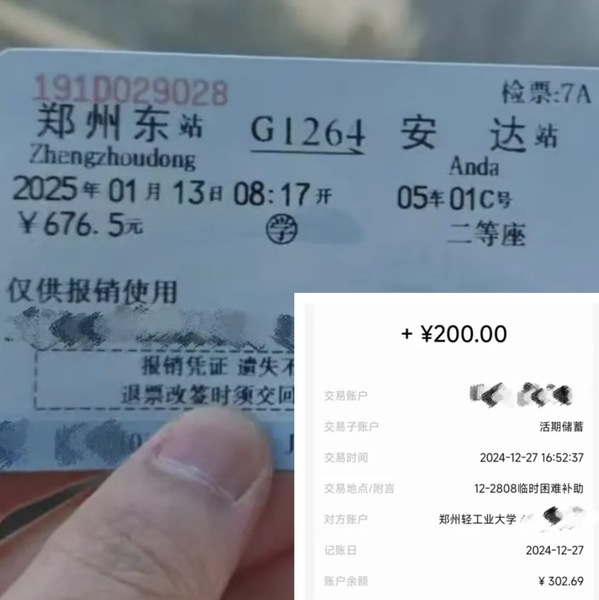 191D029028
检票:7A
郑州东站 G1264 安达站
Zhengzhoudong Anda
2025年01月13日08:17开 05车01C号
￥676.5元 学 二等座
仅供报销使用
报销凭证 遗失不
退票改签时须交回
+ ¥200.00
交易账户
交易子账户 活期储蓄
交易时间 2024-12-27 16:52:37
交易地点/附言 12-2808临时困难补助
对方账户 郑州轻工业大学
记账日 2024-12-27
账户余额 ¥ 302.69